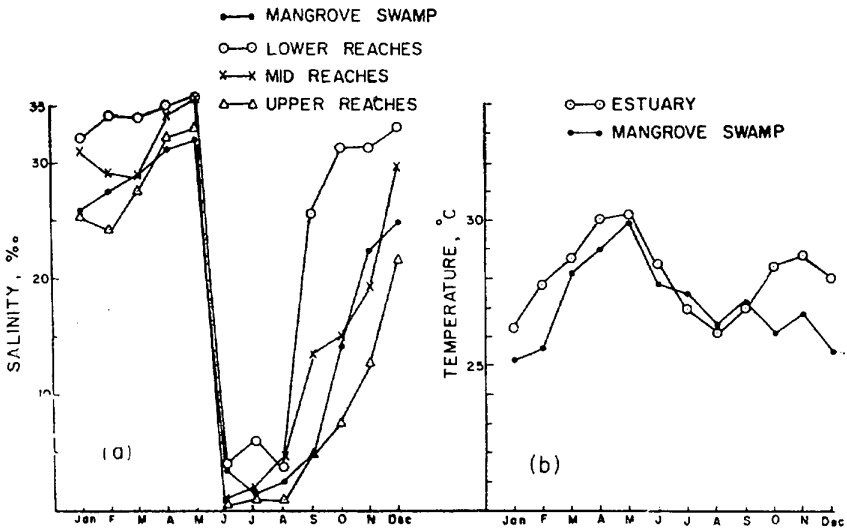 MANGROVE SWAMP
LOWER REACHES
MID REACHES
UPPER REACHES
SALINITY, ‰
35
30
20
10
(a)
Jan F M A M J J A S O N Dec
ESTUARY
MANGROVE SWAMP
TEMPERATURE, °C
30
25
(b)
Jan F M A M J J A S O N Dec